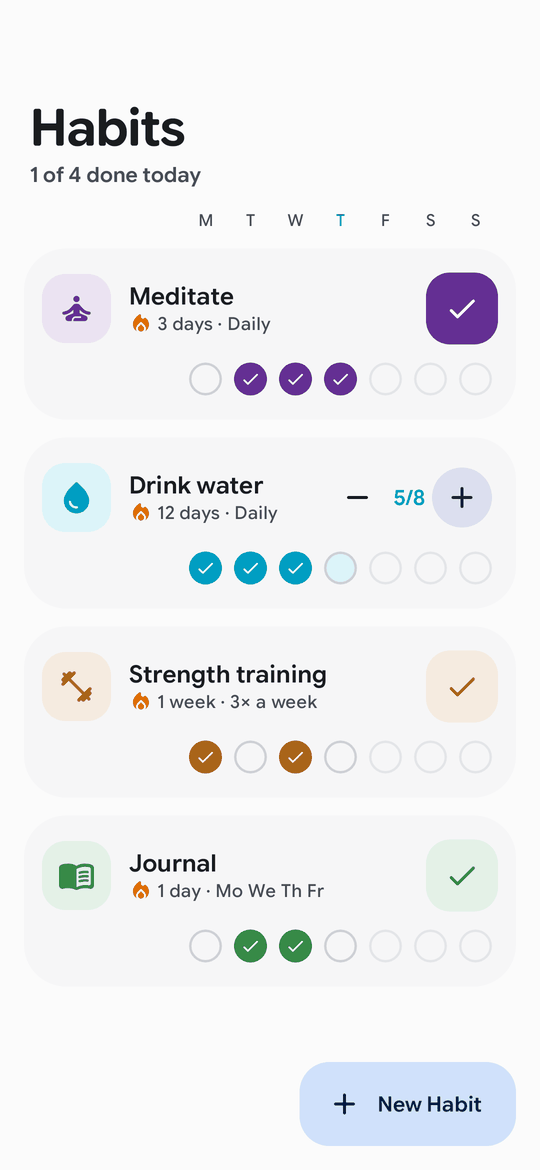 Habits
1 of 4 done today
M T W T F S S
Meditate
3 days · Daily
Drink water
12 days · Daily
5/8
Strength training
1 week · 3× a week
Journal
1 day · Mo We Th Fr
New Habit